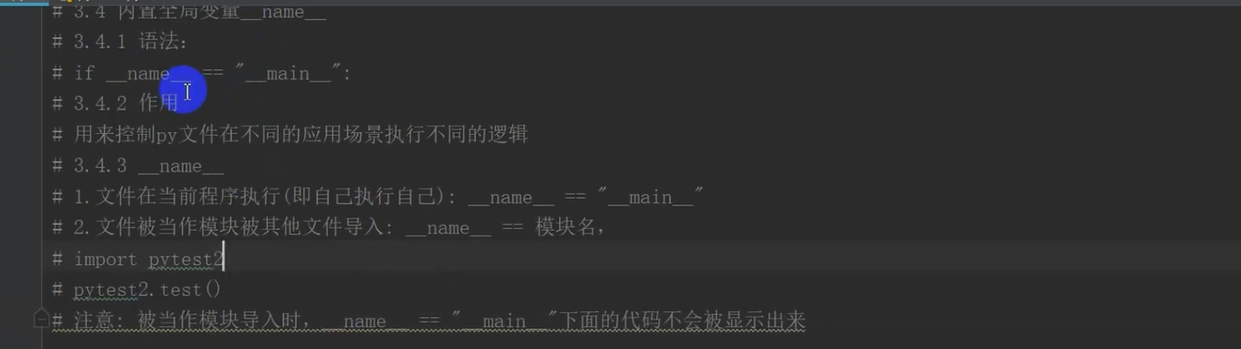 # 3.4 内置全局变量__name__
# 3.4.1 语法:
# if __name__ == "__main__":
# 3.4.2 作用
# 用来控制py文件在不同的应用场景执行不同的逻辑
# 3.4.3 __name__
# 1.文件在当前程序执行(即自己执行自己): __name__ == "__main__"
# 2.文件被当作模块被其他文件导入: __name__ == 模块名,
# import pytest2
# pytest2.test()
# 注意: 被当作模块导入时, __name__ == "__main__"下面的代码不会被显示出来